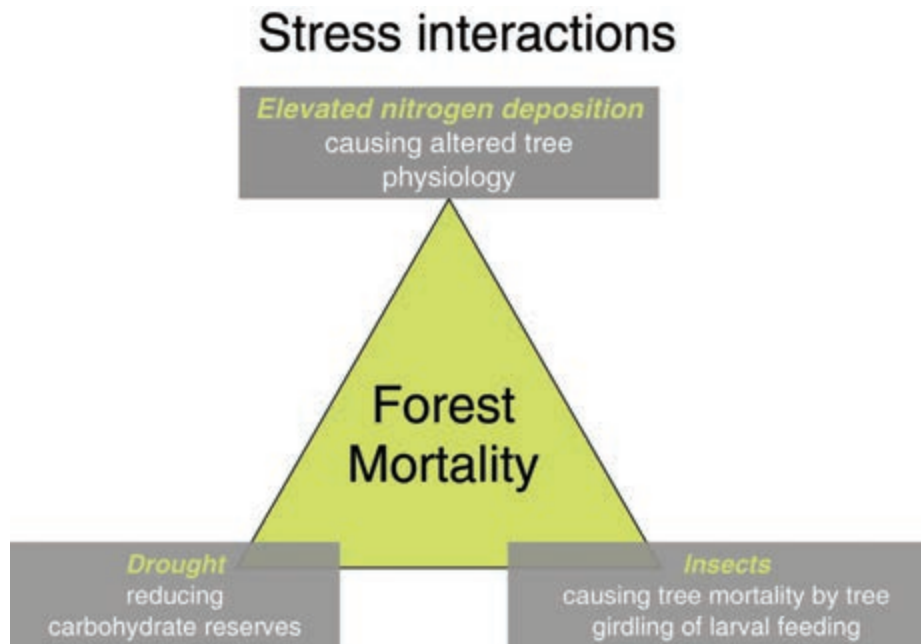 Stress interactions
Elevated nitrogen deposition
causing altered tree
physiology
Forest
Mortality
Drought
reducing
carbohydrate reserves
Insects
causing tree mortality by tree
girdling of larval feeding